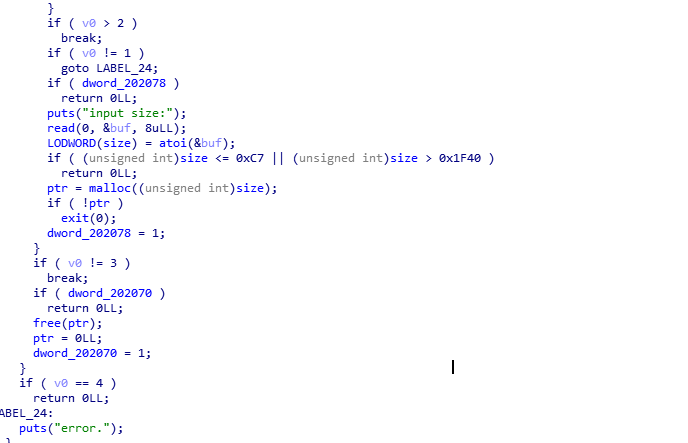 }
if ( v0 > 2 )
break;
if ( v0 != 1 )
goto LABEL_24;
if ( dword_202078 )
return 0LL;
puts("input size:");
read(0, &buf, 8uLL);
LODWORD(size) = atoi(&buf);
if ( (unsigned int)size <= 0xC7 || (unsigned int)size > 0x1F40 )
return 0LL;
ptr = malloc((unsigned int)size);
if ( !ptr )
exit(0);
dword_202078 = 1;
}
if ( v0 != 3 )
break;
if ( dword_202070 )
return 0LL;
free(ptr);
ptr = 0LL;
dword_202070 = 1;
}
if ( v0 == 4 )
return 0LL;
ABEL_24:
puts("error.");
}